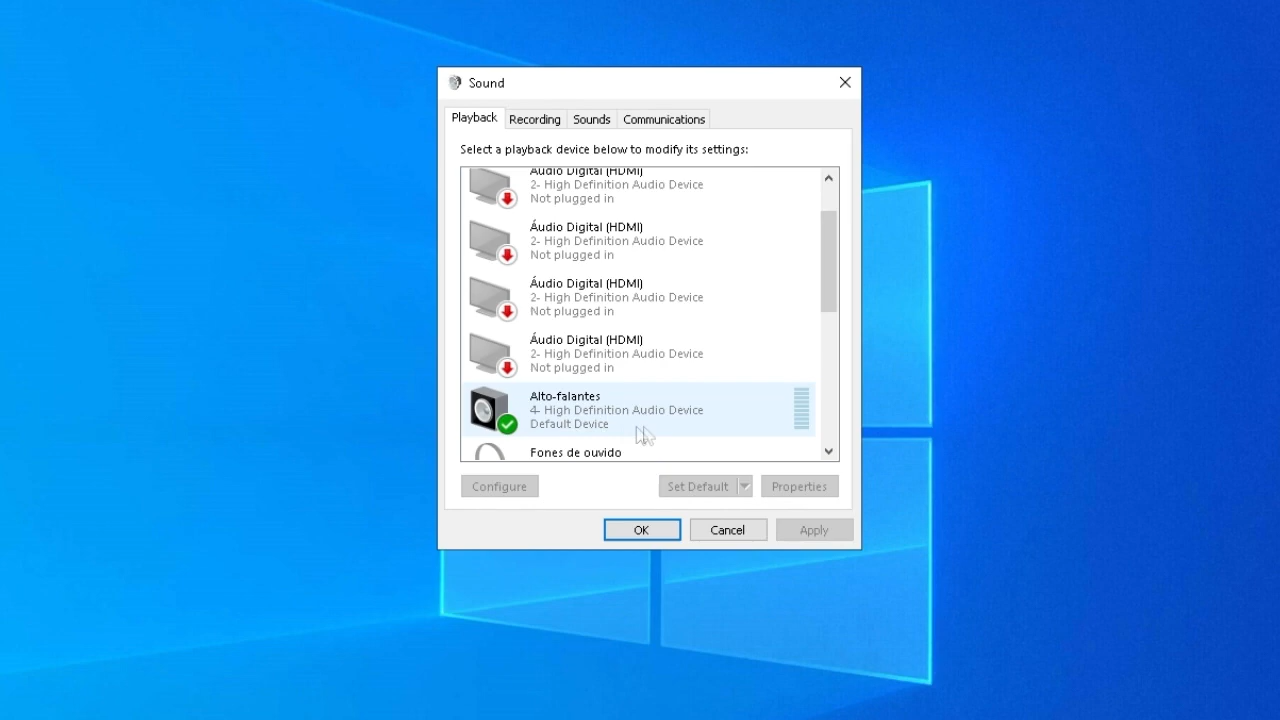 Sound
Playback
Recording
Sounds
Communications
Select a playback device below to modify its settings:
Áudio Digital (HDMI)
2- High Definition Audio Device
Not plugged in
Áudio Digital (HDMI)
2- High Definition Audio Device
Not plugged in
Áudio Digital (HDMI)
2- High Definition Audio Device
Not plugged in
Áudio Digital (HDMI)
2- High Definition Audio Device
Not plugged in
Alto-falantes
4- High Definition Audio Device
Default Device
Fones de ouvido
Configure
Set Default
Properties
OK
Cancel
Apply